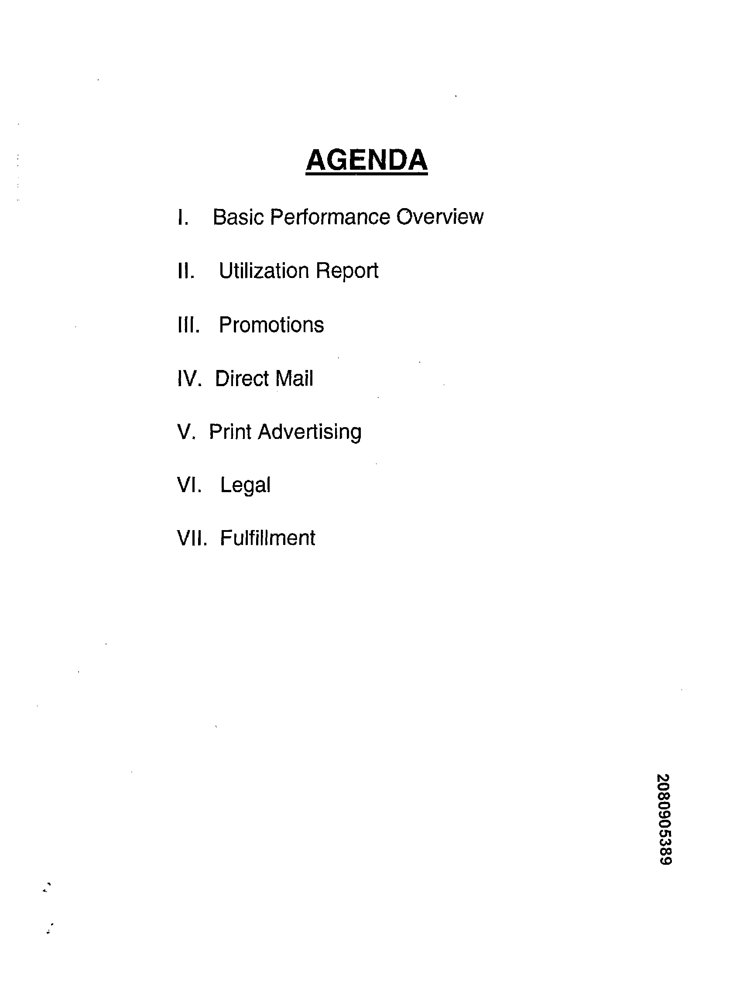 AGENDA
I. Basic Performance Overview
II. Utilization Report
III. Promotions
IV. Direct Mail
V. Print Advertising
VI. Legal
VII. Fulfillment
2080905389